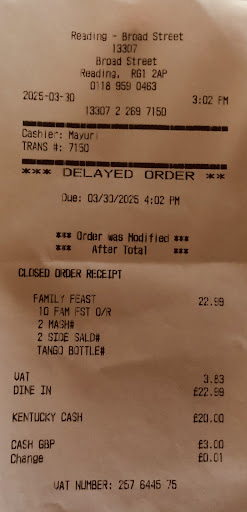 Reading - Broad Street
13307
Broad Street
Reading, RG1 2AP
0118 959 0463
2025-03-30 3:02 PM
13307 2 269 7150
Cashier: Mayuri
TRANS #: 7150
*** DELAYED ORDER ***
Due: 03/30/2025 4:02 PM
*** Order was Modified ***
*** After Total ***
CLOSED ORDER RECEIPT
FAMILY FEAST 22.99
10 FAM FST O/R
2 MASH#
2 SIDE SALD#
TANGO BOTTLE#
VAT 3.83
DINE IN £22.99
KENTUCKY CASH £20.00
CASH GBP £3.00
Change £0.01
VAT NUMBER: 257 6445 75